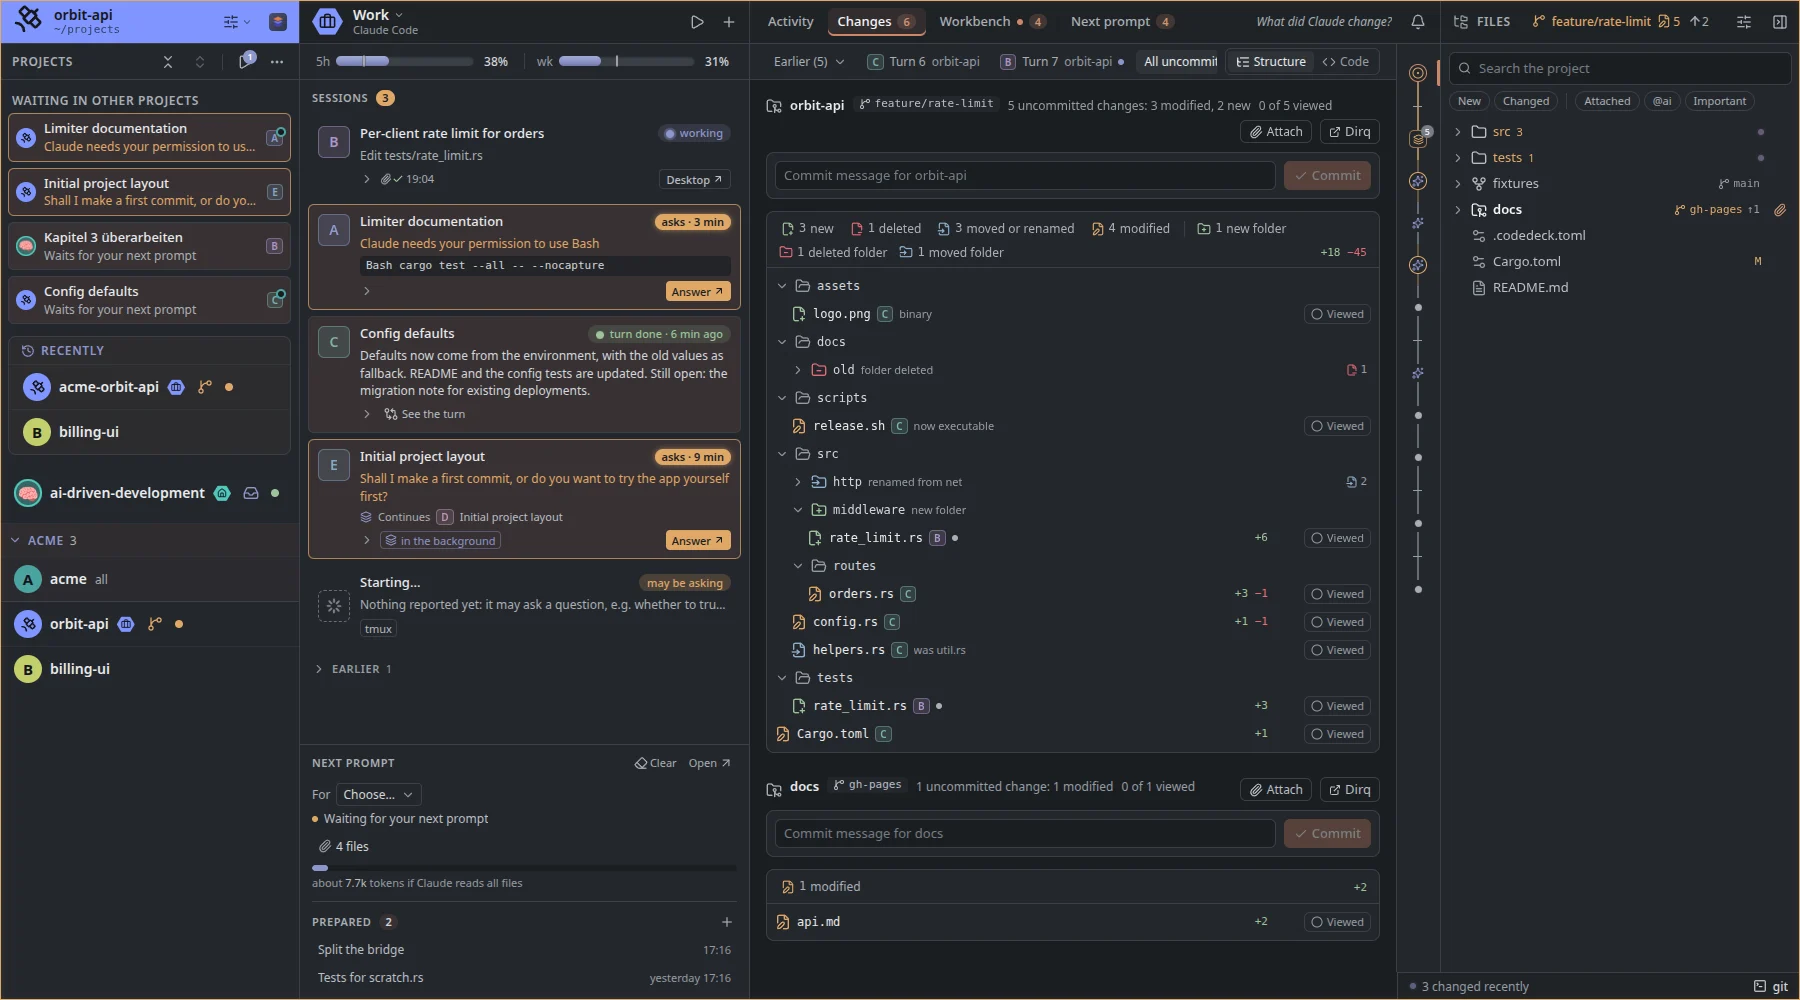 orbit-api
~/projects
PROJECTS
1
WAITING IN OTHER PROJECTS
Limiter documentation
Claude needs your permission to us...
A
Initial project layout
Shall I make a first commit, or do yo...
E
Kapitel 3 überarbeiten
Waits for your next prompt
B
Config defaults
Waits for your next prompt
C
RECENTLY
acme-orbit-api
B billing-ui
ai-driven-development
ACME 3
A acme all
orbit-api
B billing-ui
Work
Claude Code
5h 38% wk 31%
SESSIONS 3
B Per-client rate limit for orders working
Edit tests/rate_limit.rs
19:04 Desktop
A Limiter documentation asks · 3 min
Claude needs your permission to use Bash
Bash cargo test --all -- --nocapture
Answer
C Config defaults turn done · 6 min ago
Defaults now come from the environment, with the old values as
fallback. README and the config tests are updated. Still open: the
migration note for existing deployments.
See the turn
E Initial project layout asks · 9 min
Shall I make a first commit, or do you want to try the app yourself
first?
Continues D Initial project layout
in the background Answer
Starting... may be asking
Nothing reported yet: it may ask a question, e.g. whether to tru...
tmux
EARLIER 1
NEXT PROMPT Clear Open
For Choose...
Waiting for your next prompt
4 files
about 7.7k tokens if Claude reads all files
PREPARED 2
Split the bridge 17:16
Tests for scratch.rs yesterday 17:16
Activity Changes 6 Workbench 4 Next prompt 4 What did Claude change?
Earlier (5) C Turn 6 orbit-api B Turn 7 orbit-api All uncommit Structure Code
orbit-api feature/rate-limit 5 uncommitted changes: 3 modified, 2 new 0 of 5 viewed
Attach Dirq
Commit message for orbit-api Commit
3 new 1 deleted 3 moved or renamed 4 modified 1 new folder
1 deleted folder 1 moved folder +18 −45
assets
logo.png C binary Viewed
docs
old folder deleted 1
scripts
release.sh C now executable Viewed
src
http renamed from net 2
middleware new folder
rate_limit.rs B +6 Viewed
routes
orders.rs C +3 −1 Viewed
config.rs C +1 −1 Viewed
helpers.rs C was util.rs Viewed
tests
rate_limit.rs B +3 Viewed
Cargo.toml C +1 Viewed
docs gh-pages 1 uncommitted change: 1 modified 0 of 1 viewed Attach Dirq
Commit message for docs Commit
1 modified +2
api.md +2 Viewed
5
FILES feature/rate-limit 5 ↑2
Search the project
New Changed Attached @ai Important
src 3
tests 1
fixtures main
docs gh-pages ↑1
.codedeck.toml
Cargo.toml M
README.md
3 changed recently git